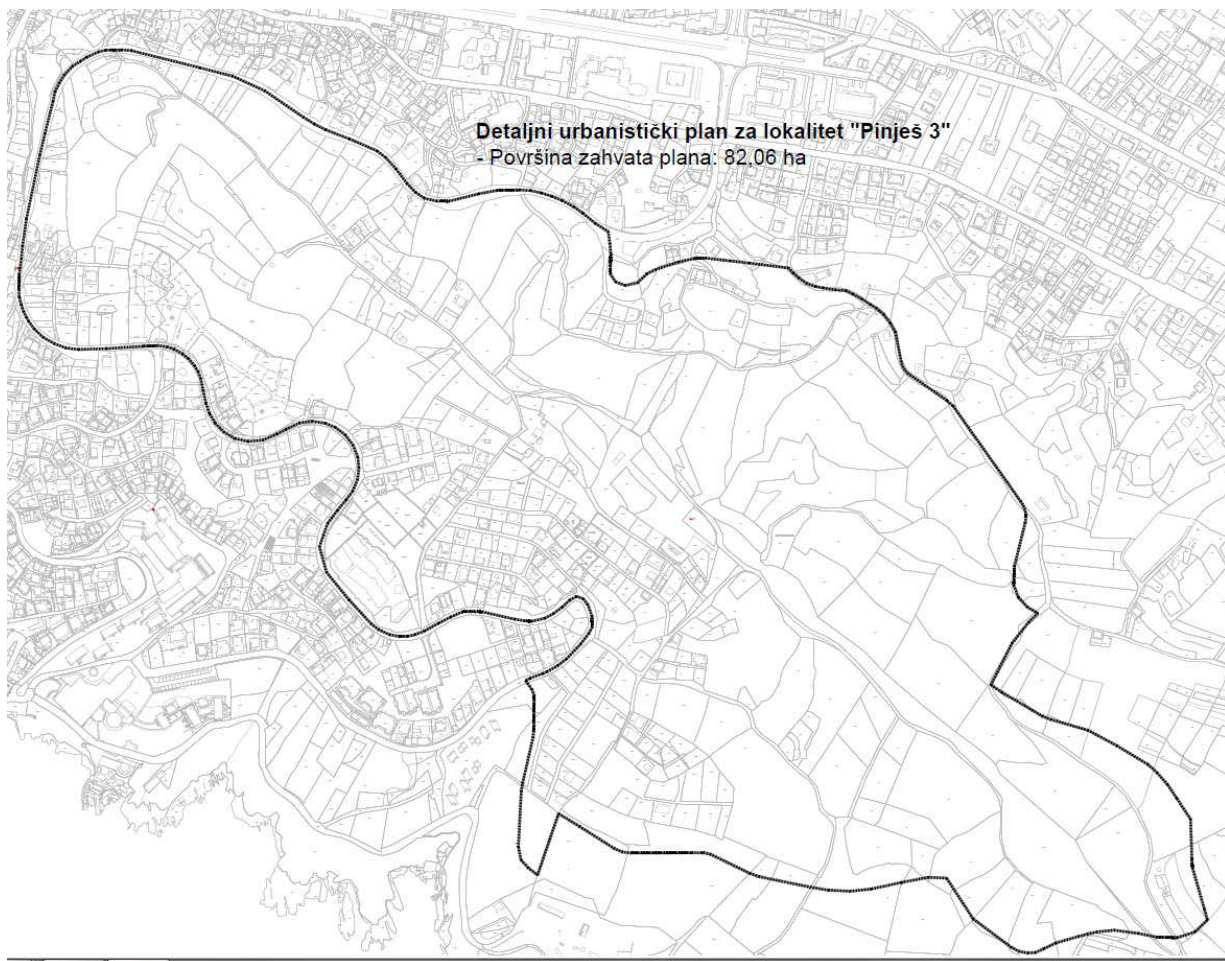 Detaljni urbanistički plan za lokalitet "Pinješ 3"
- Površina zahvata plana: 82,06 ha